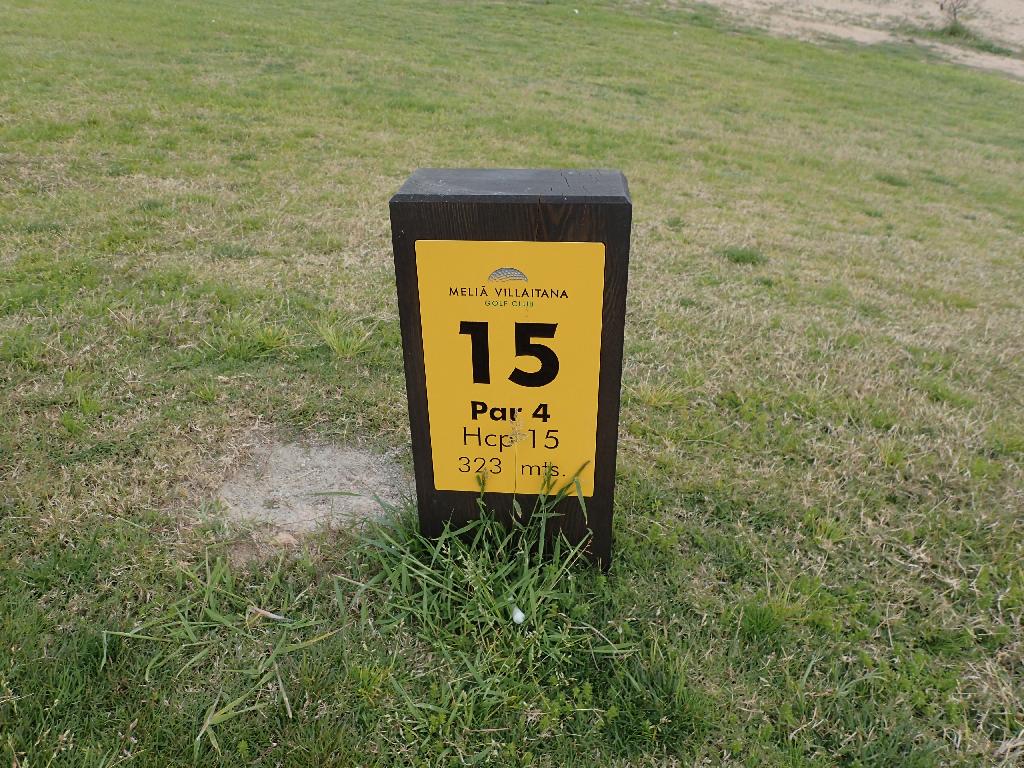 MELIÃ VILLAITANA
GOLF CLUB
15
Par 4
Hcp 15
323 mts.